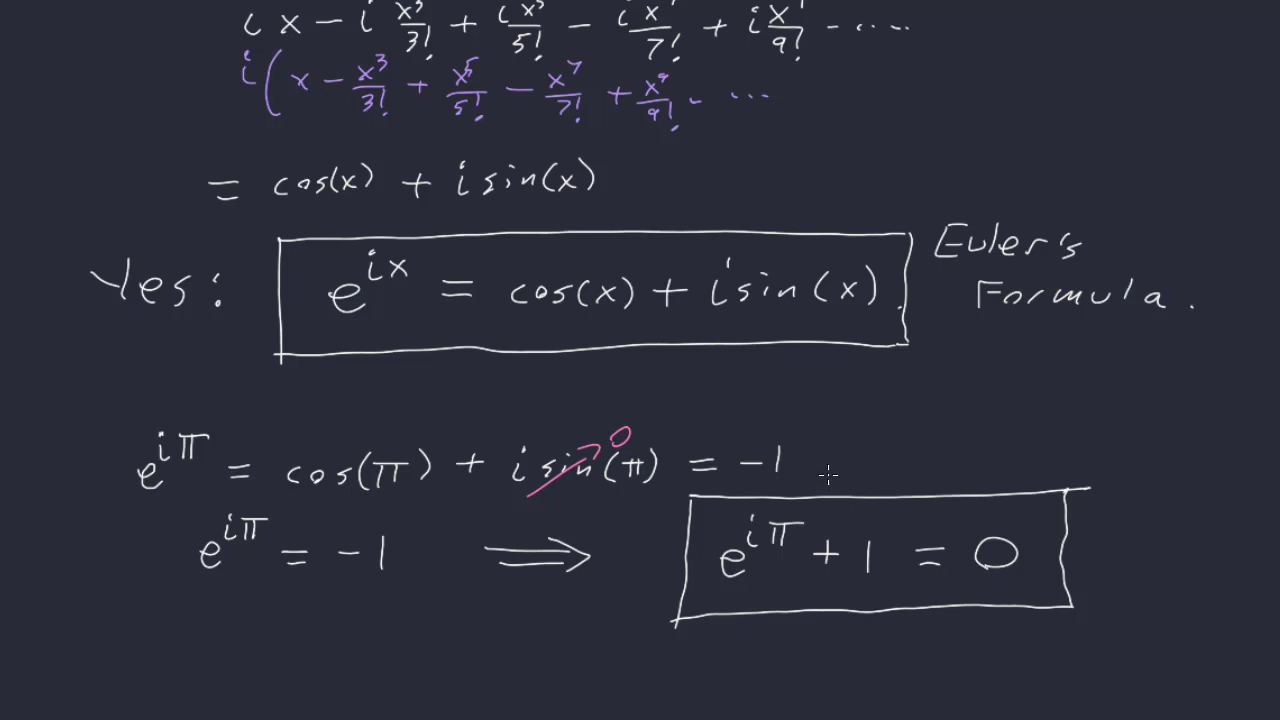 ix - i x³/3! + i x⁵/5! - i x⁷/7! + i x⁹/9! - ....
i(x - x³/3! + x⁵/5! - x⁷/7! + x⁹/9! - ...
= cos(x) + i sin(x)
Yes: e^{ix} = cos(x) + i sin(x). Euler's
Formula.
e^{iπ} = cos(π) + i sin(π) 0 = -1
e^{iπ} = -1 ⟹ e^{iπ} + 1 = 0